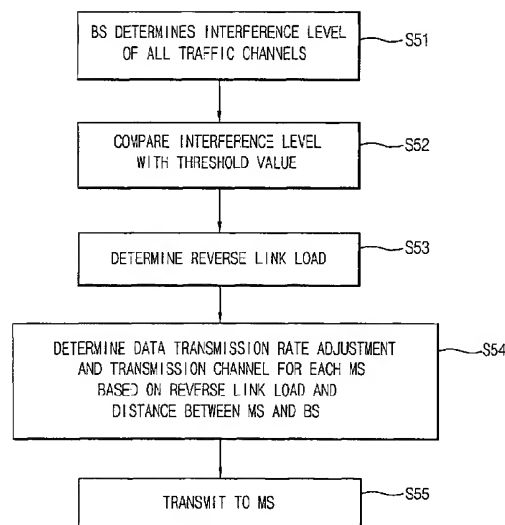 BS DETERMINES INTERFERENCE LEVEL
OF ALL TRAFFIC CHANNELS
S51
COMPARE INTERFERENCE LEVEL
WITH THRESHOLD VALUE
S52
DETERMINE REVERSE LINK LOAD
S53
DETERMINE DATA TRANSMISSION RATE ADJUSTMENT
AND TRANSMISSION CHANNEL FOR EACH MS
BASED ON REVERSE LINK LOAD AND
DISTANCE BETWEEN MS AND BS
S54
TRANSMIT TO MS
S55